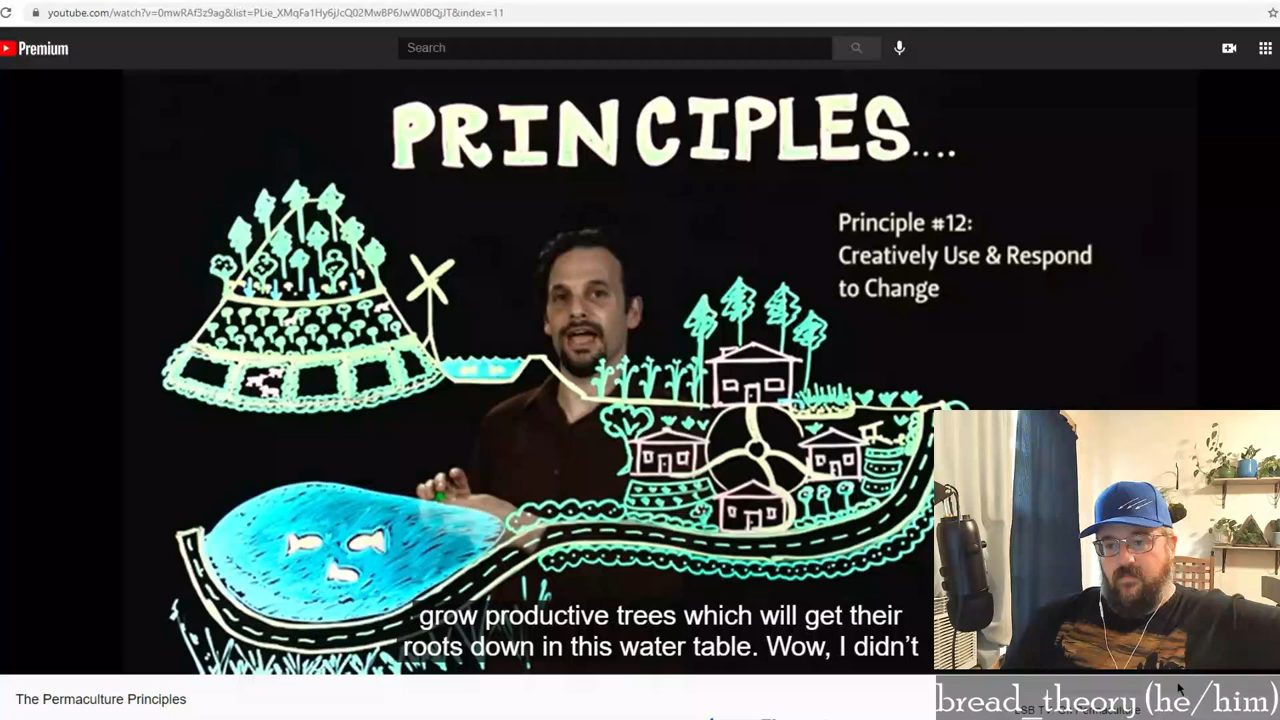 youtube.com/watch?v=0mwRAf3z9ag&list=PLie_XMqFa1Hy6jJcQ02MwBP6JwW0BQjJT&index=11
Premium
Search
PRINCIPLES....
Principle #12:
Creatively Use & Respond
to Change
grow productive trees which will get their
roots down in this water table. Wow, I didn't
The Permaculture Principles
bread_theory (he/him)